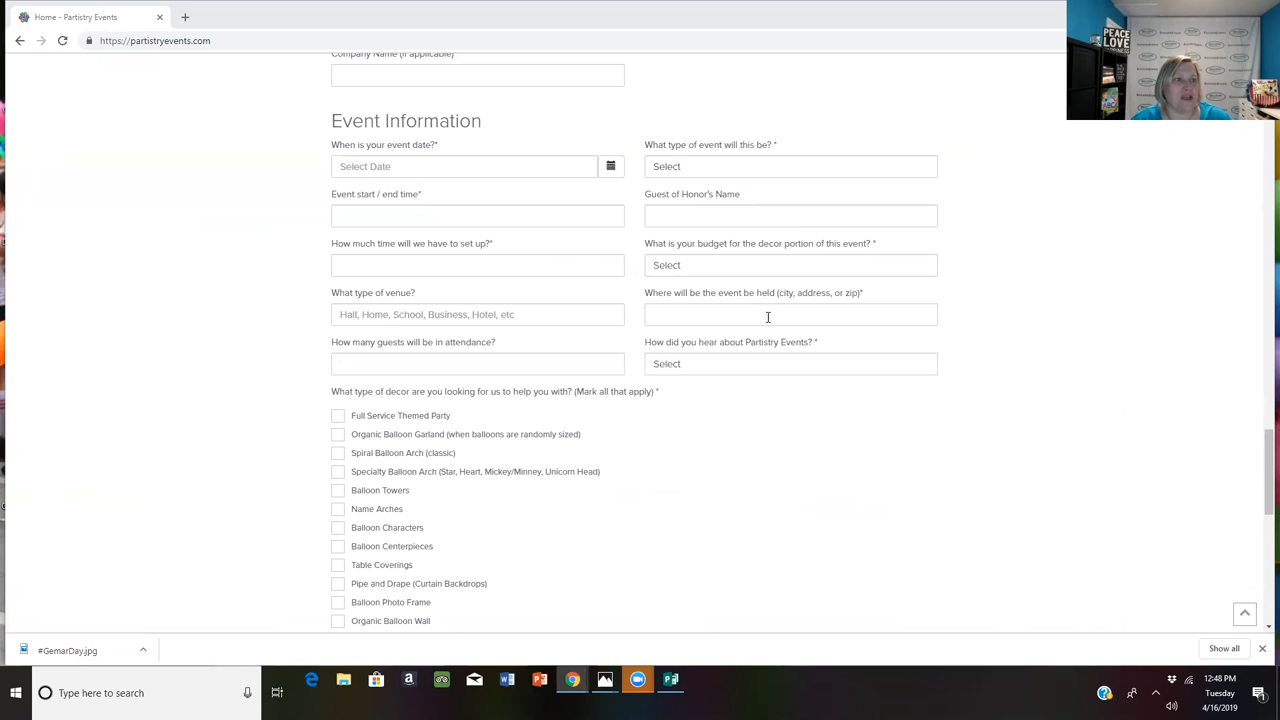 Home - Partistry Events
https://partistryevents.com
PEACE
LOVE
Company Name (if applicable)
Event Information
When is your event date?*
What type of event will this be? *
Select Date
Select
Event start / end time*
Guest of Honor's Name
How much time will we have to set up?*
What is your budget for the decor portion of this event? *
Select
What type of venue?
Where will be the event be held (city, address, or zip)*
Hall, Home, School, Business, Hotel, etc
How many guests will be in attendance?
How did you hear about Partistry Events? *
Select
What type of decor are you looking for us to help you with? (Mark all that apply) *
Full Service Themed Party
Organic Balloon Garland (when balloons are randomly sized)
Spiral Balloon Arch (classic)
Specialty Balloon Arch (Star, Heart, Mickey/Minney, Unicorn Head)
Balloon Towers
Name Arches
Balloon Characters
Balloon Centerpieces
Table Coverings
Pipe and Drape (Curtain Backdrops)
Balloon Photo Frame
Organic Balloon Wall
#GemarDay.jpg
Show all
Type here to search
12:48 PM
Tuesday
4/16/2019